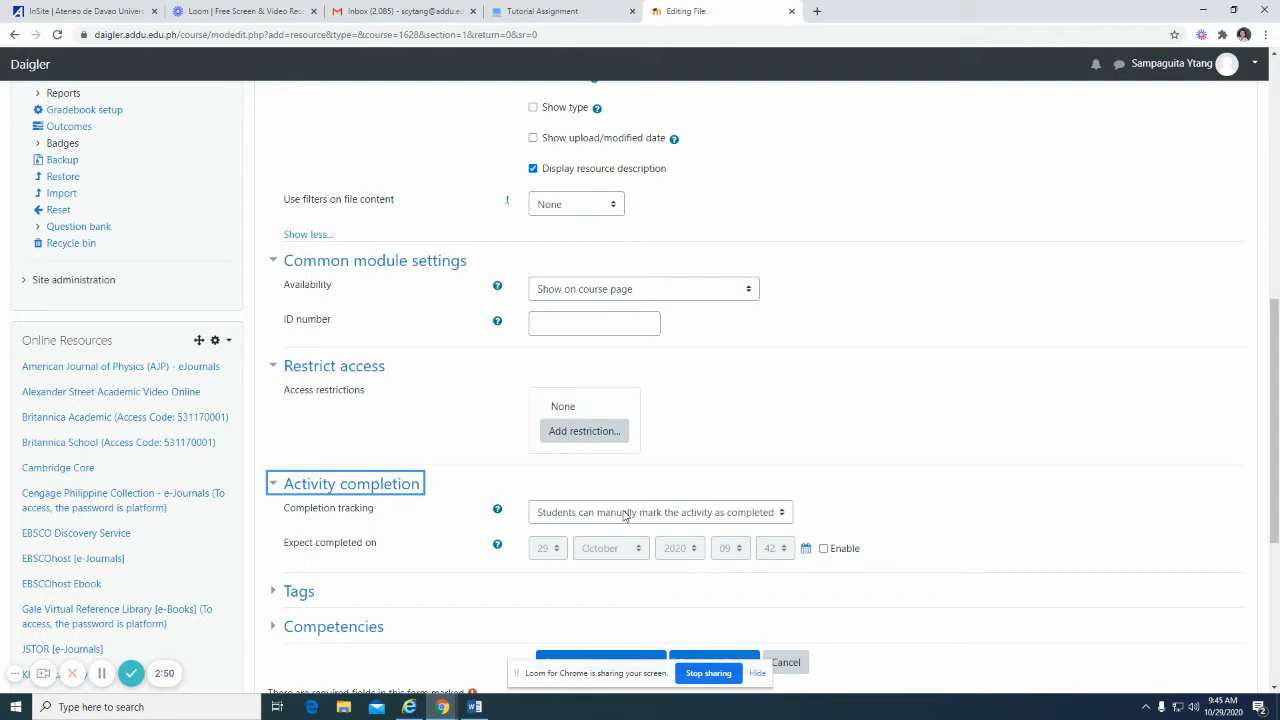 InSite | Ateneo de Davao Univers
Loom | Free Screen & Video Rec
Inbox (2,085) - scytang@addu.ed
Tutorial Assignment
Editing File
daigler.addu.edu.ph/course/modedit.php?add=resource&type=&course=1628&section=1&return=0&sr=0
Daigler
Sampaguita Ytang
Reports
Gradebook setup
Outcomes
Badges
Backup
Restore
Import
Reset
Question bank
Recycle bin
Site administration
Online Resources
American Journal of Physics (AJP) - eJournals
Alexander Street Academic Video Online
Britannica Academic (Access Code: 531170001)
Britannica School (Access Code: 531170001)
Cambridge Core
Cengage Philippine Collection - e-Journals (To
access, the password is platform)
EBSCO Discovery Service
EBSCOhost [e-Journals]
EBSCOhost Ebook
Gale Virtual Reference Library [e-Books] (To
access, the password is platform)
JSTOR [e-Journals]
Show type
Show upload/modified date
Display resource description
Use filters on file content
!
None
Show less...
Common module settings
Availability
Show on course page
ID number
Restrict access
Access restrictions
None
Add restriction...
Activity completion
Completion tracking
Students can manually mark the activity as completed
Expect completed on
29 October 2020 09 42 Enable
Tags
Competencies
Cancel
Loom for Chrome is sharing your screen. Stop sharing Hide
There are required fields in this form marked
2:50
Type here to search
9:45 AM
10/29/2020
2